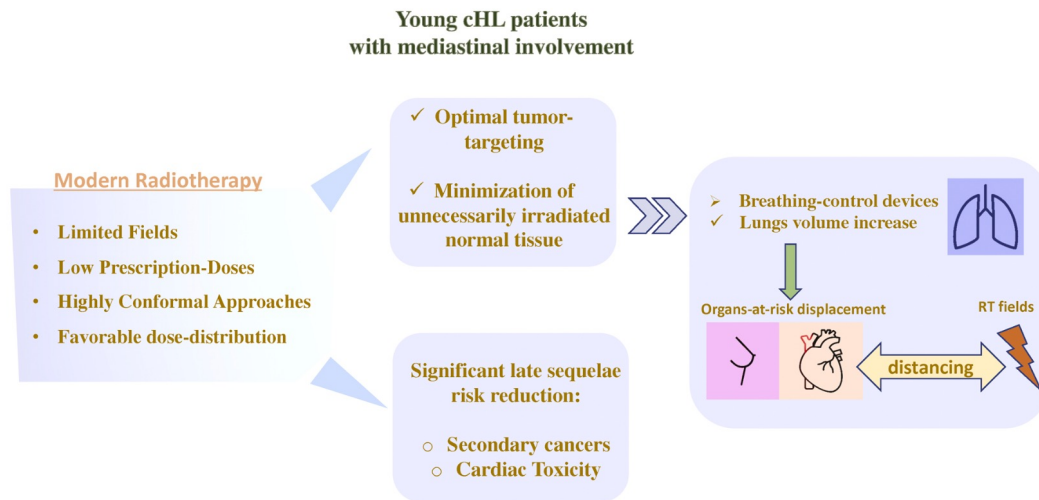 Young cHL patients
with mediastinal involvement
Modern Radiotherapy
• Limited Fields
• Low Prescription-Doses
• Highly Conformal Approaches
• Favorable dose-distribution
✓ Optimal tumor-
targeting
✓ Minimization of
unnecessarily irradiated
normal tissue
Significant late sequelae
risk reduction:
o Secondary cancers
o Cardiac Toxicity
➢ Breathing-control devices
✓ Lungs volume increase
Organs-at-risk displacement
RT fields
distancing